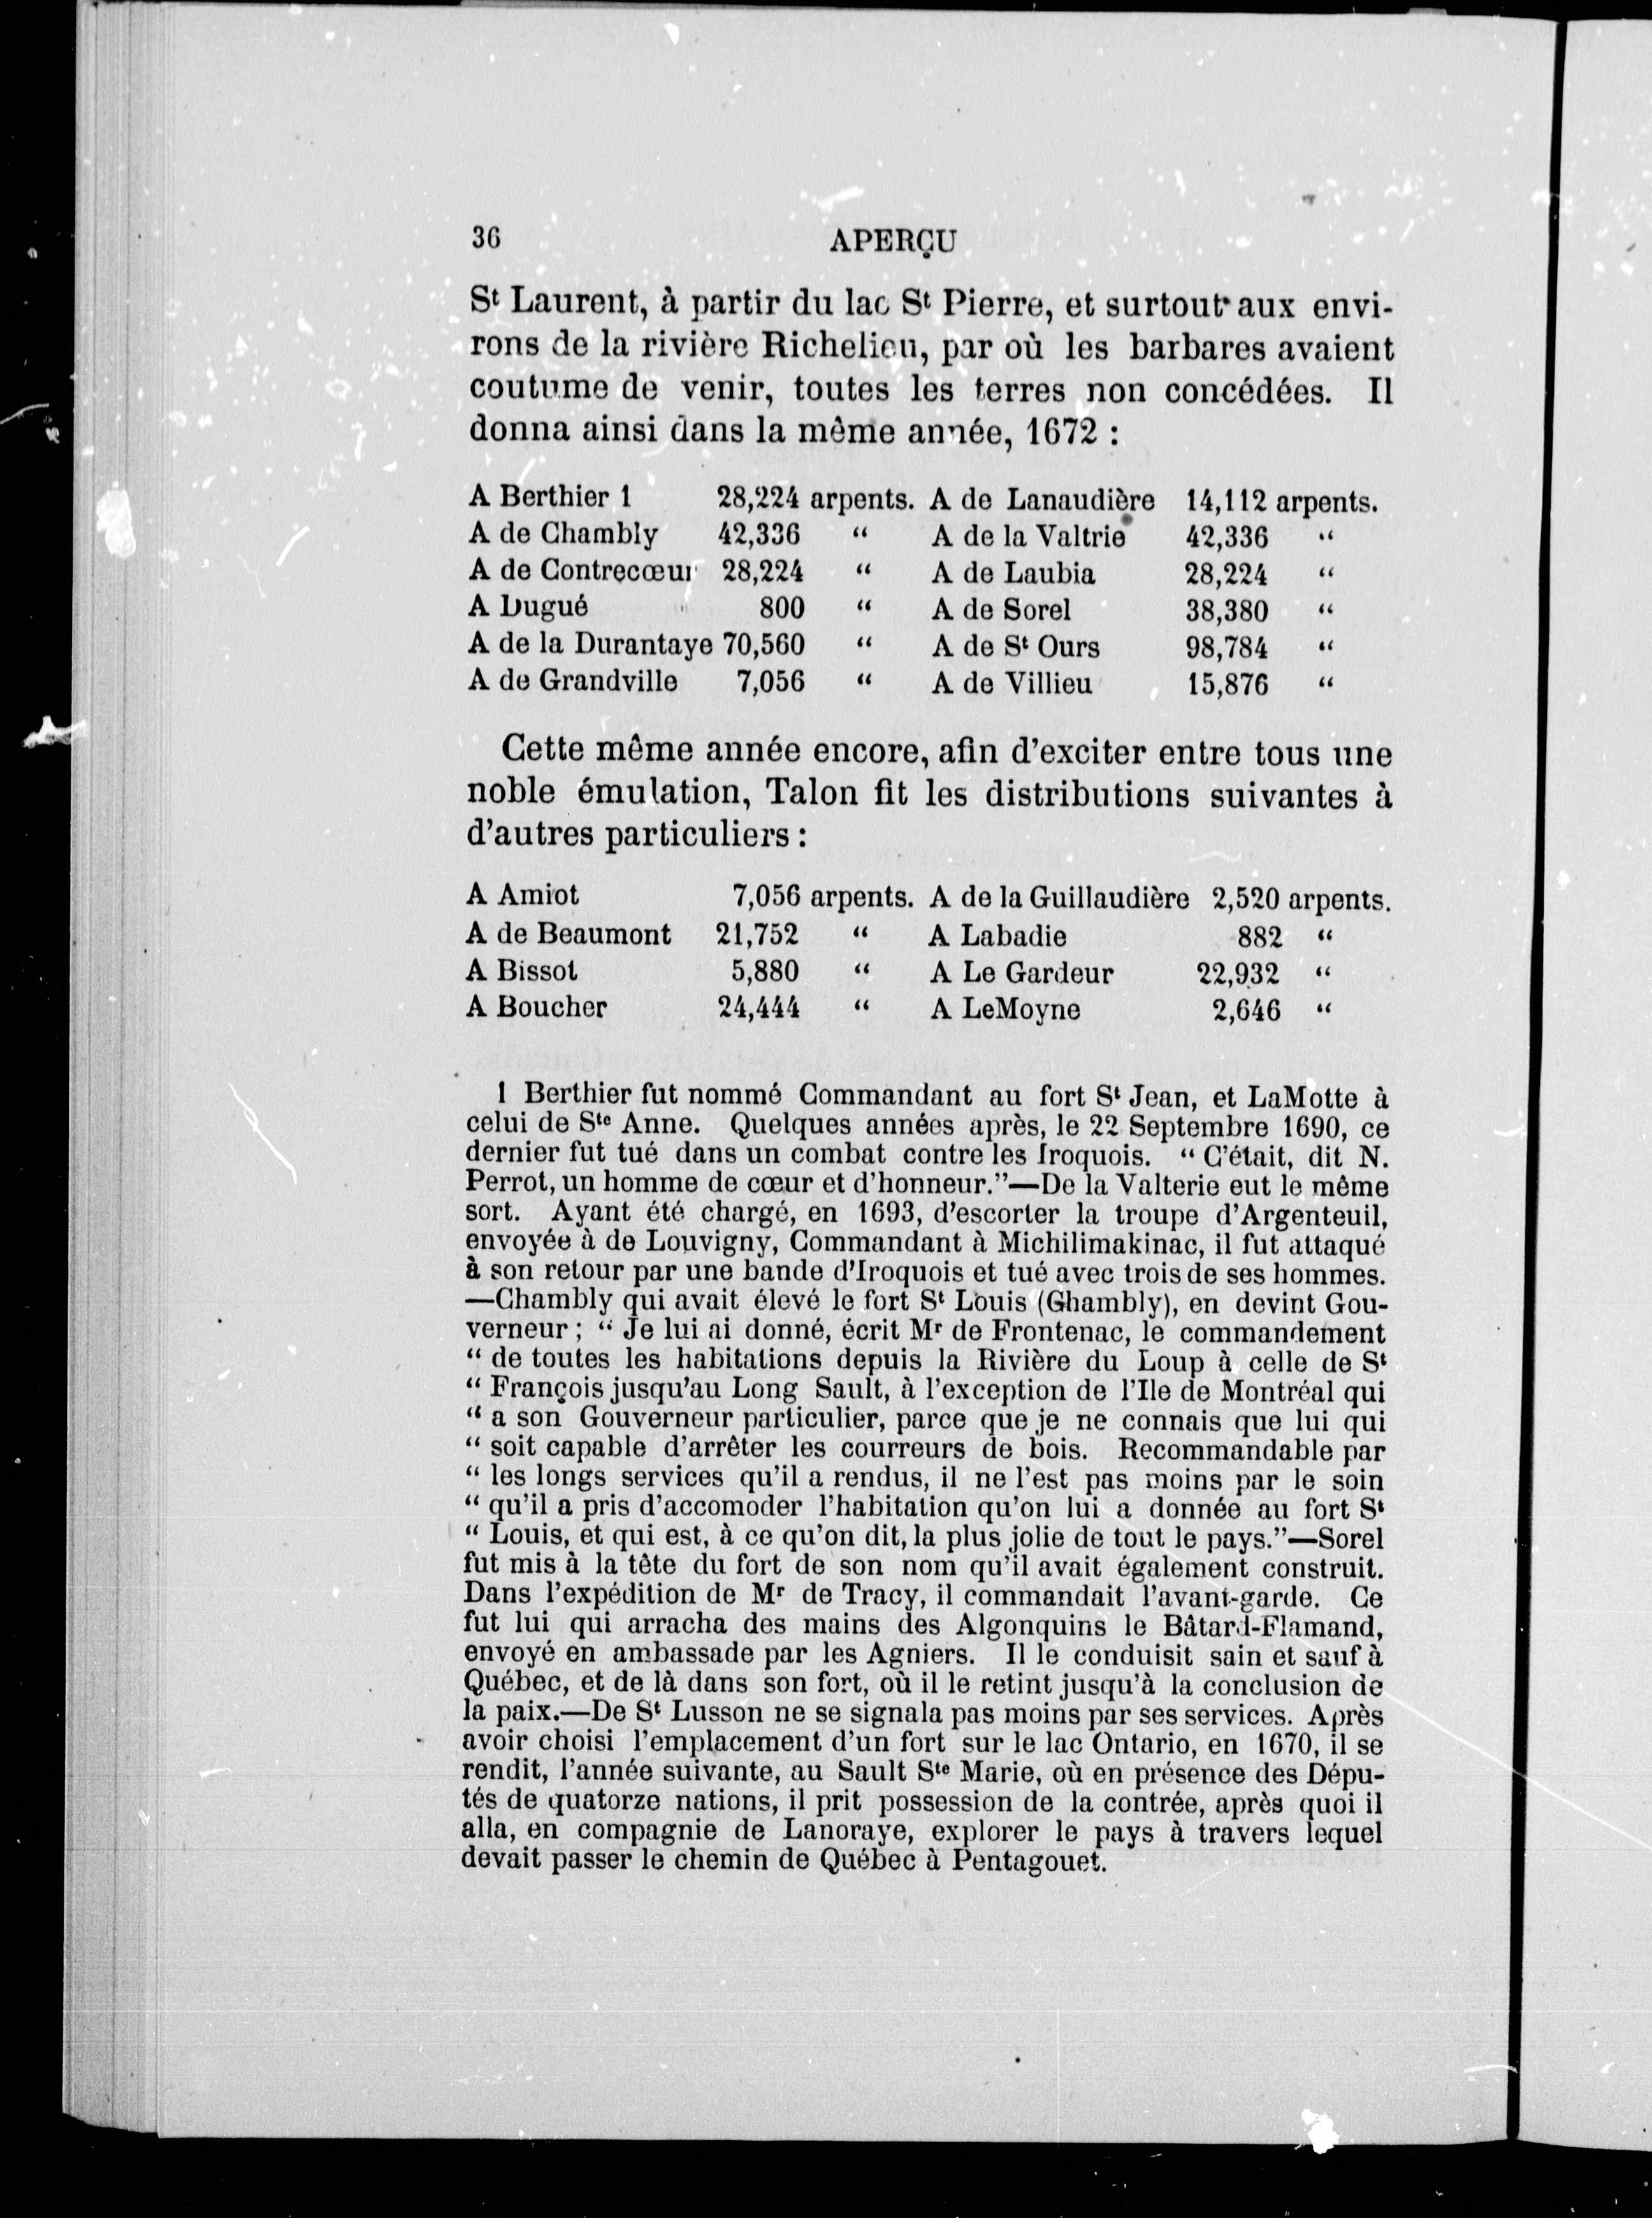 36 APERÇU
St Laurent, à partir du lac St Pierre, et surtout aux envi-
rons de la rivière Richelieu, par où les barbares avaient
coutume de venir, toutes les terres non concédées. Il
donna ainsi dans la même année, 1672 :
A Berthier 1 28,224 arpents. A de Lanaudière 14,112 arpents.
A de Chambly 42,336 “ A de la Valtrie 42,336 “
A de Contrecœur 28,224 “ A de Laubia 28,224 “
A Dugué 800 “ A de Sorel 38,380 “
A de la Durantaye 70,560 “ A de St Ours 98,784 “
A de Grandville 7,056 “ A de Villieu 15,876 “
Cette même année encore, afin d'exciter entre tous une
noble émulation, Talon fit les distributions suivantes à
d'autres particuliers :
A Amiot 7,056 arpents. A de la Guillaudière 2,520 arpents.
A de Beaumont 21,752 “ A Labadie 882 “
A Bissot 5,880 “ A Le Gardeur 22,932 “
A Boucher 24,444 “ A LeMoyne 2,646 “
1 Berthier fut nommé Commandant au fort St Jean, et LaMotte à
celui de Ste Anne. Quelques années après, le 22 Septembre 1690, ce
dernier fut tué dans un combat contre les Iroquois. “ C'était, dit N.
Perrot, un homme de cœur et d'honneur.”—De la Valterie eut le même
sort. Ayant été chargé, en 1693, d'escorter la troupe d'Argenteuil,
envoyée à de Louvigny, Commandant à Michilimakinac, il fut attaqué
à son retour par une bande d'Iroquois et tué avec trois de ses hommes.
—Chambly qui avait élevé le fort St Louis (Chambly), en devint Gou-
verneur ; “ Je lui ai donné, écrit Mr de Frontenac, le commandement
“ de toutes les habitations depuis la Rivière du Loup à celle de St
“ François jusqu'au Long Sault, à l'exception de l'Ile de Montréal qui
“ a son Gouverneur particulier, parce que je ne connais que lui qui
“ soit capable d'arrêter les courreurs de bois. Recommandable par
“ les longs services qu'il a rendus, il ne l'est pas moins par le soin
“ qu'il a pris d'accomoder l'habitation qu'on lui a donnée au fort St
“ Louis, et qui est, à ce qu'on dit, la plus jolie de tout le pays.”—Sorel
fut mis à la tête du fort de son nom qu'il avait également construit.
Dans l'expédition de Mr de Tracy, il commandait l'avant-garde. Ce
fut lui qui arracha des mains des Algonquins le Bâtard-Flamand,
envoyé en ambassade par les Agniers. Il le conduisit sain et sauf à
Québec, et de là dans son fort, où il le retint jusqu'à la conclusion de
la paix.—De St Lusson ne se signala pas moins par ses services. Après
avoir choisi l'emplacement d'un fort sur le lac Ontario, en 1670, il se
rendit, l'année suivante, au Sault Ste Marie, où en présence des Dépu-
tés de quatorze nations, il prit possession de la contrée, après quoi il
alla, en compagnie de Lanoraye, explorer le pays à travers lequel
devait passer le chemin de Québec à Pentagouet.